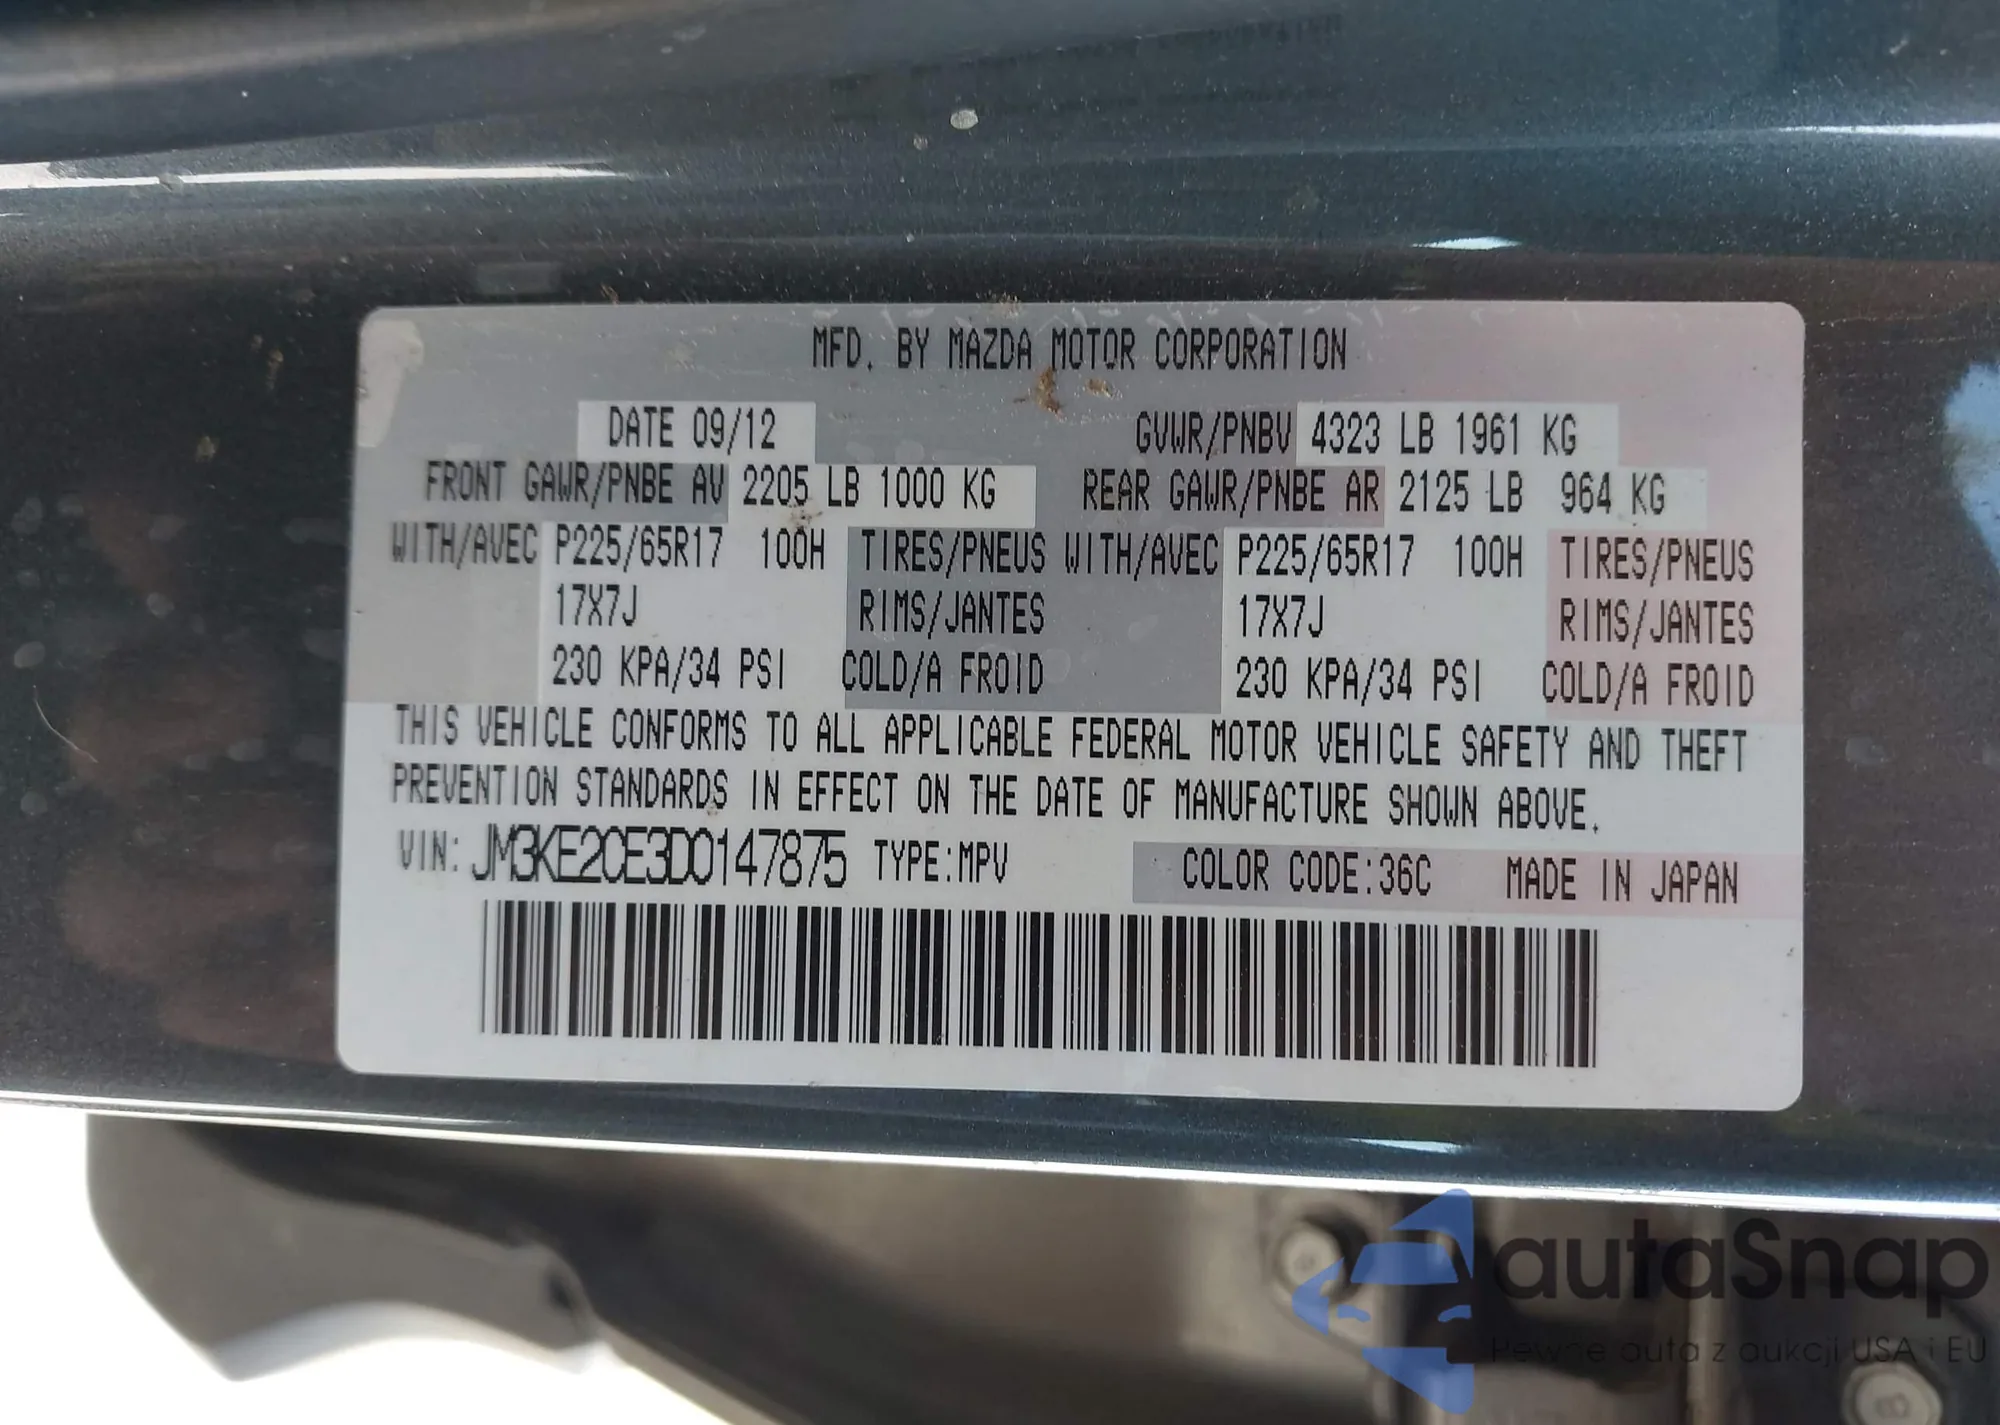 MFD. BY MAZDA MOTOR CORPORATION
DATE 09/12 GVWR/PNBV 4323 LB 1961 KG
FRONT GAWR/PNBE AV 2205 LB 1000 KG REAR GAWR/PNBE AR 2125 LB 964 KG
WITH/AVEC P225/65R17 100H TIRES/PNEUS WITH/AVEC P225/65R17 100H TIRES/PNEUS
17X7J RIMS/JANTES 17X7J RIMS/JANTES
230 KPA/34 PSI COLD/A FROID 230 KPA/34 PSI COLD/A FROID
THIS VEHICLE CONFORMS TO ALL APPLICABLE FEDERAL MOTOR VEHICLE SAFETY AND THEFT
PREVENTION STANDARDS IN EFFECT ON THE DATE OF MANUFACTURE SHOWN ABOVE.
VIN: JM3KE2CE3D0147875 TYPE:MPV COLOR CODE:36C MADE IN JAPAN
autaSnap
Pewne auta z aukcji USA i EU